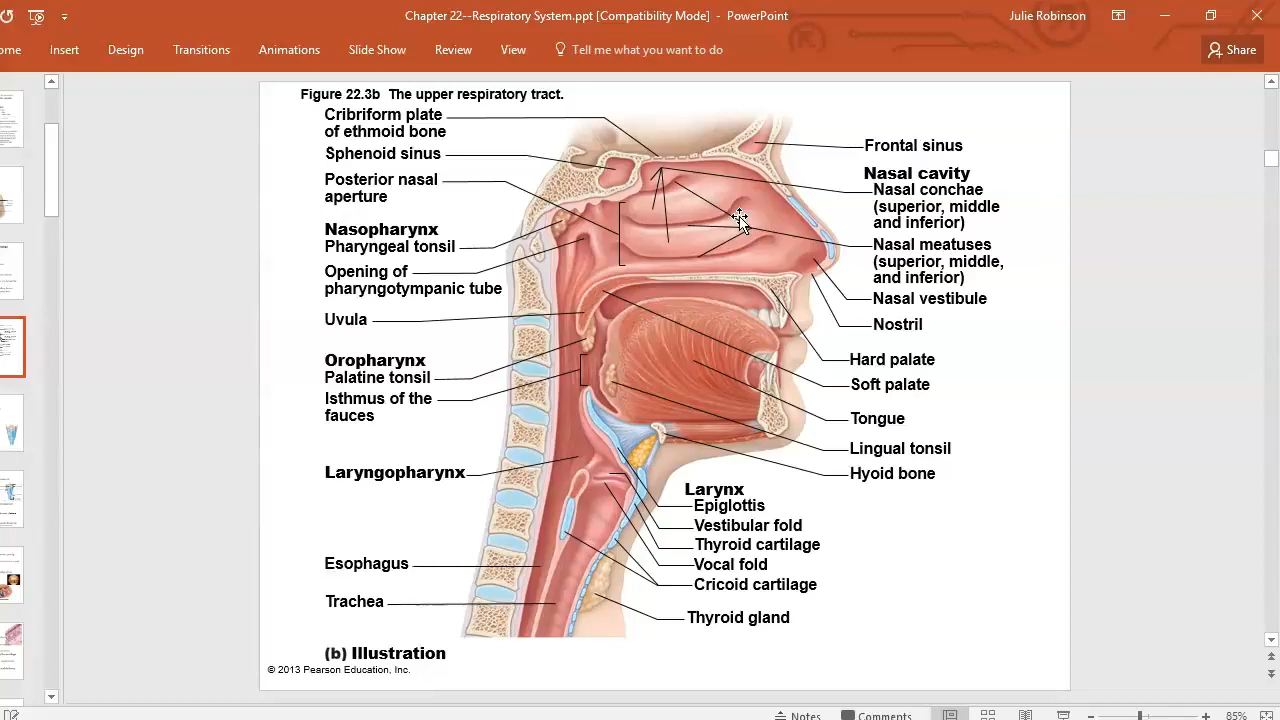 Chapter 22--Respiratory System.ppt [Compatibility Mode] - PowerPoint
Julie Robinson
ome
Insert
Design
Transitions
Animations
Slide Show
Review
View
Tell me what you want to do
Share
Figure 22.3b The upper respiratory tract.
Cribriform plate
of ethmoid bone
Sphenoid sinus
Posterior nasal
aperture
Nasopharynx
Pharyngeal tonsil
Opening of
pharyngotympanic tube
Uvula
Oropharynx
Palatine tonsil
Isthmus of the
fauces
Laryngopharynx
Esophagus
Trachea
Frontal sinus
Nasal cavity
Nasal conchae
(superior, middle
and inferior)
Nasal meatuses
(superior, middle,
and inferior)
Nasal vestibule
Nostril
Hard palate
Soft palate
Tongue
Lingual tonsil
Hyoid bone
Larynx
Epiglottis
Vestibular fold
Thyroid cartilage
Vocal fold
Cricoid cartilage
Thyroid gland
(b) Illustration
© 2013 Pearson Education, Inc.
Notes
Comments
85%